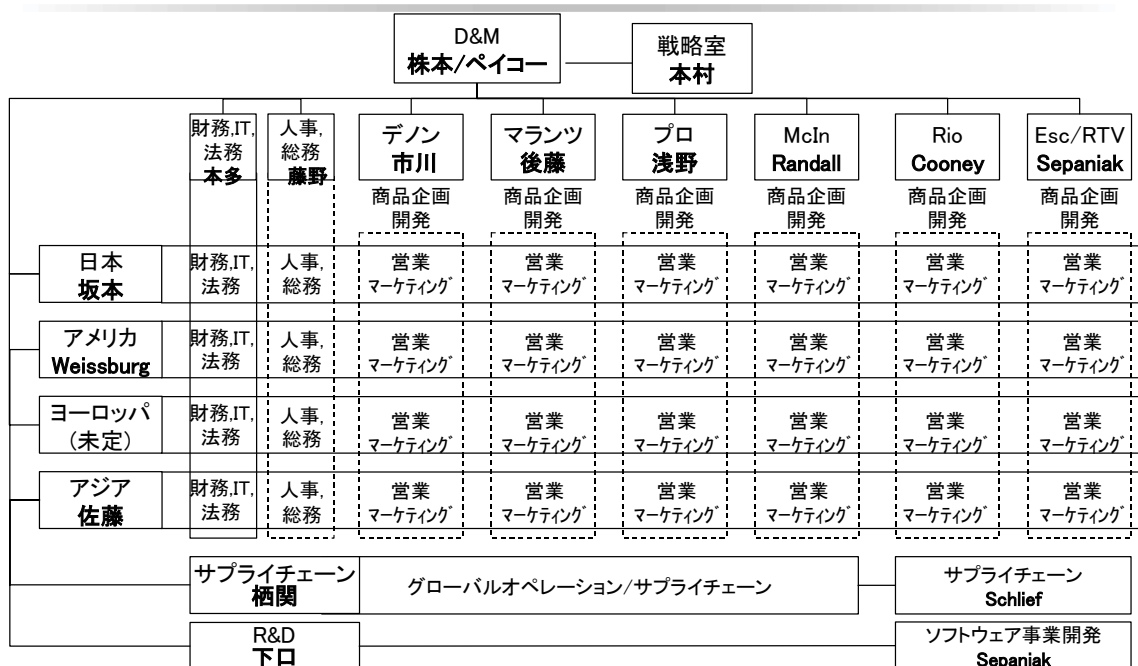 D&M
株本/ペイコー
戦略室
本村
財務,IT,
法務
本多
人事,
総務
藤野
デノン
市川
マランツ
後藤
プロ
浅野
McIn
Randall
Rio
Cooney
Esc/RTV
Sepaniak
商品企画
開発
商品企画
開発
商品企画
開発
商品企画
開発
商品企画
開発
商品企画
開発
日本
坂本
財務,IT,
法務
人事,
総務
営業
マーケティング
営業
マーケティング
営業
マーケティング
営業
マーケティング
営業
マーケティング
営業
マーケティング
アメリカ
Weissburg
財務,IT,
法務
人事,
総務
営業
マーケティング
営業
マーケティング
営業
マーケティング
営業
マーケティング
営業
マーケティング
営業
マーケティング
ヨーロッパ
(未定)
財務,IT,
法務
人事,
総務
営業
マーケティング
営業
マーケティング
営業
マーケティング
営業
マーケティング
営業
マーケティング
営業
マーケティング
アジア
佐藤
財務,IT,
法務
人事,
総務
営業
マーケティング
営業
マーケティング
営業
マーケティング
営業
マーケティング
営業
マーケティング
営業
マーケティング
サプライチェーン
栖関
グローバルオペレーション/サプライチェーン
サプライチェーン
Schlief
R&D
下口
ソフトウェア事業開発
Sepaniak